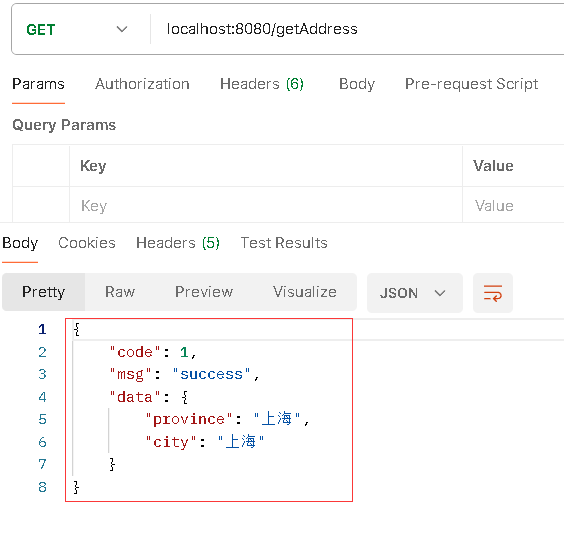 GET localhost:8080/getAddress
Params Authorization Headers (6) Body Pre-request Script
Query Params
Key Value
Key Value
Body Cookies Headers (5) Test Results
Pretty Raw Preview Visualize JSON
1 {
2 "code": 1,
3 "msg": "success",
4 "data": {
5 "province": "上海",
6 "city": "上海"
7 }
8 }